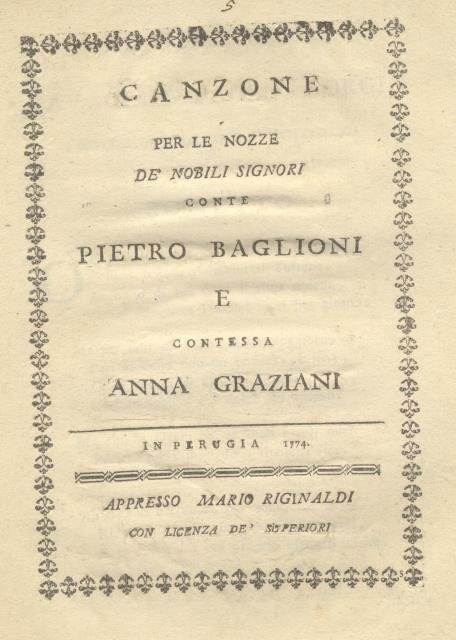 5
CANZONE
PER LE NOZZE
DE' NOBILI SIGNORI
CONTE
PIETRO BAGLIONI
E
CONTESSA
ANNA GRAZIANI
IN PERUGIA 1774.
APPRESSO MARIO RIGINALDI
CON LICENZA DE' SUPERIORI